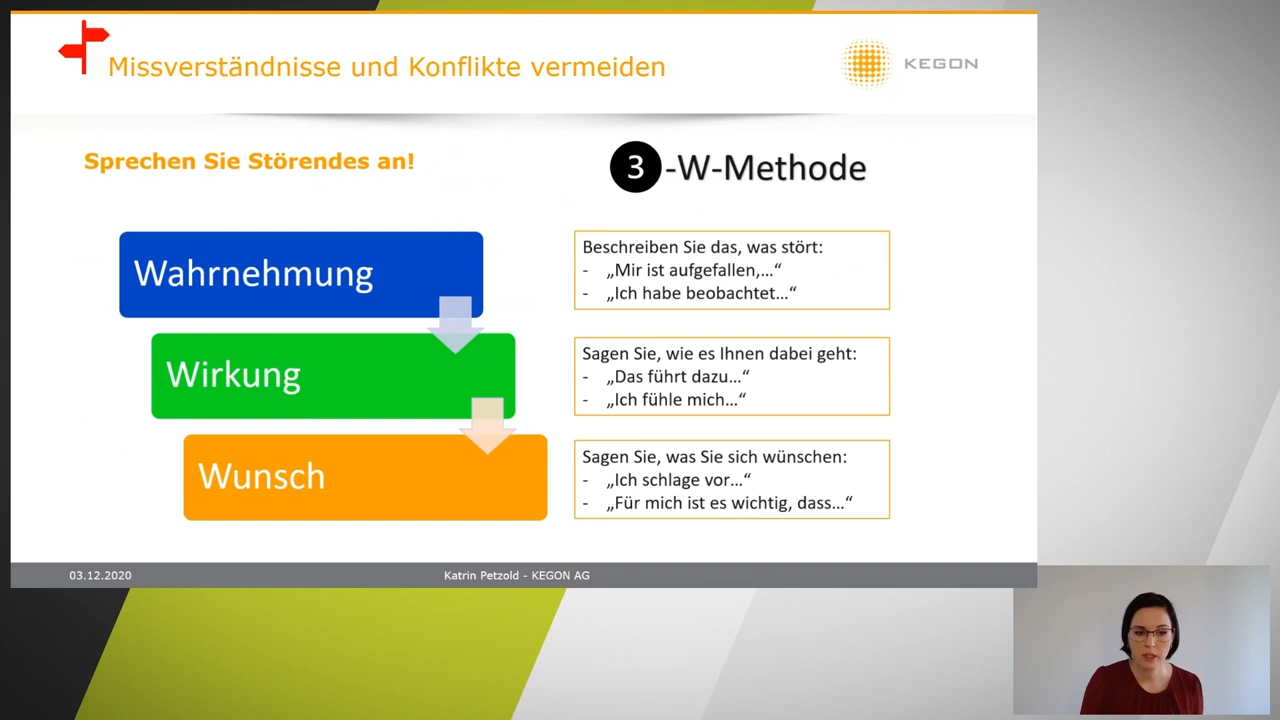 Missverständnisse und Konflikte vermeiden
KEGON
Sprechen Sie Störendes an!
3-W-Methode
Wahrnehmung
Beschreiben Sie das, was stört:
- „Mir ist aufgefallen,…“
- „Ich habe beobachtet…“
Wirkung
Sagen Sie, wie es Ihnen dabei geht:
- „Das führt dazu…“
- „Ich fühle mich…“
Wunsch
Sagen Sie, was Sie sich wünschen:
- „Ich schlage vor…“
- „Für mich ist es wichtig, dass…“
03.12.2020
Katrin Petzold - KEGON AG